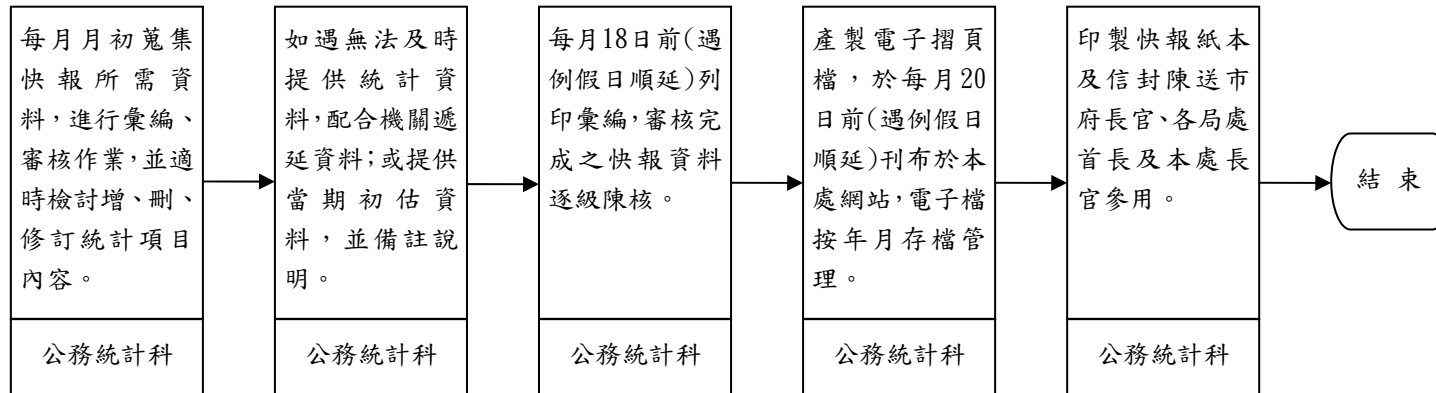 每月月初蒐集
快報所需資
料，進行彙編、
審核作業，並適
時檢討增、刪、
修訂統計項目
內容。
公務統計科
如遇無法及時
提供統計資
料，配合機關遞
延資料；或提供
當期初估資
料，並備註說
明。
公務統計科
每月18日前(遇
例假日順延)列
印彙編，審核完
成之快報資料
逐級陳核。
公務統計科
產製電子摺頁
檔，於每月20
日前(遇例假日
順延)刊布於本
處網站，電子檔
按年月存檔管
理。
公務統計科
印製快報紙本
及信封陳送市
府長官、各局處
首長及本處長
官參用。
公務統計科
結束